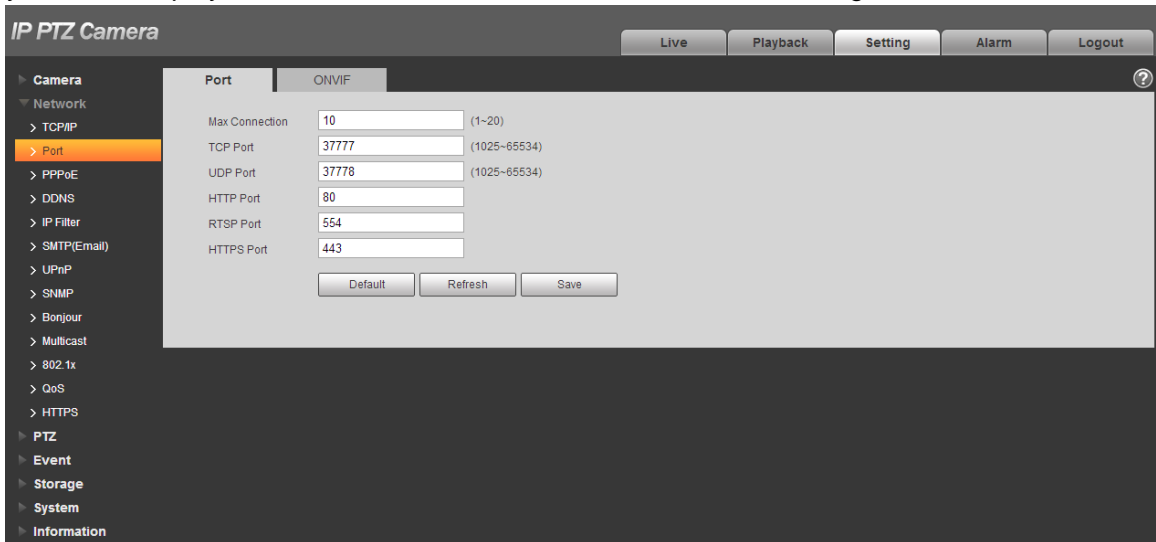 IP PTZ Camera
Live Playback Setting Alarm Logout
Camera
Network
> TCP/IP
> Port
> PPPoE
> DDNS
> IP Filter
> SMTP(Email)
> UPnP
> SNMP
> Bonjour
> Multicast
> 802.1x
> QoS
> HTTPS
PTZ
Event
Storage
System
Information
Port ONVIF
?
Max Connection 10 (1~20)
TCP Port 37777 (1025~65534)
UDP Port 37778 (1025~65534)
HTTP Port 80
RTSP Port 554
HTTPS Port 443
Default Refresh Save